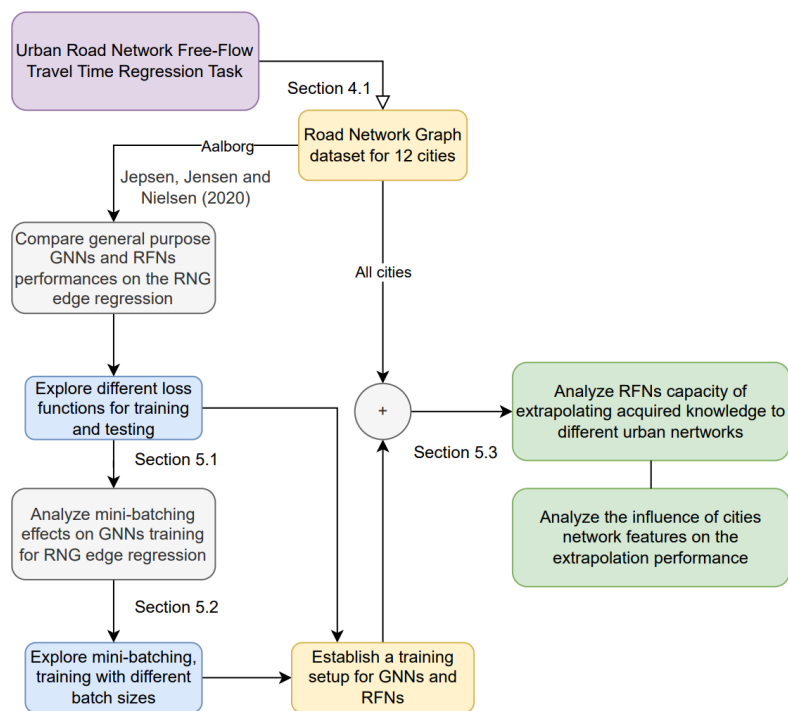 Urban Road Network Free-Flow
Travel Time Regression Task
Section 4.1
Road Network Graph
dataset for 12 cities
Aalborg
Jepsen, Jensen and
Nielsen (2020)
Compare general purpose
GNNs and RFNs
performances on the RNG
edge regression
All cities
Explore different loss
functions for training
and testing
+
Analyze RFNs capacity of
extrapolating acquired knowledge to
different urban nertworks
Section 5.1
Section 5.3
Analyze mini-batching
effects on GNNs training
for RNG edge regression
Analyze the influence of cities
network features on the
extrapolation performance
Section 5.2
Explore mini-batching,
training with different
batch sizes
Establish a training
setup for GNNs and
RFNs